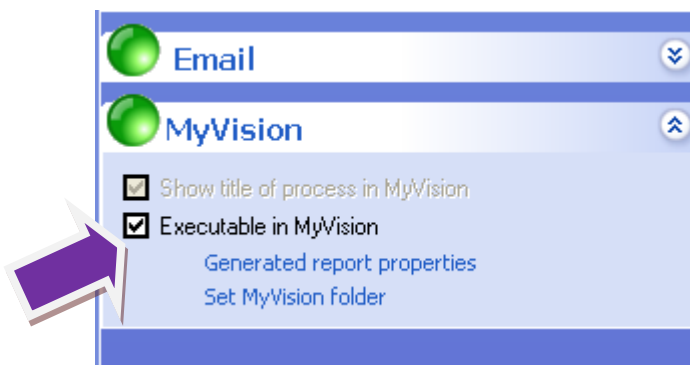 Email
MyVision
Show title of process in MyVision
Executable in MyVision
Generated report properties
Set MyVision folder